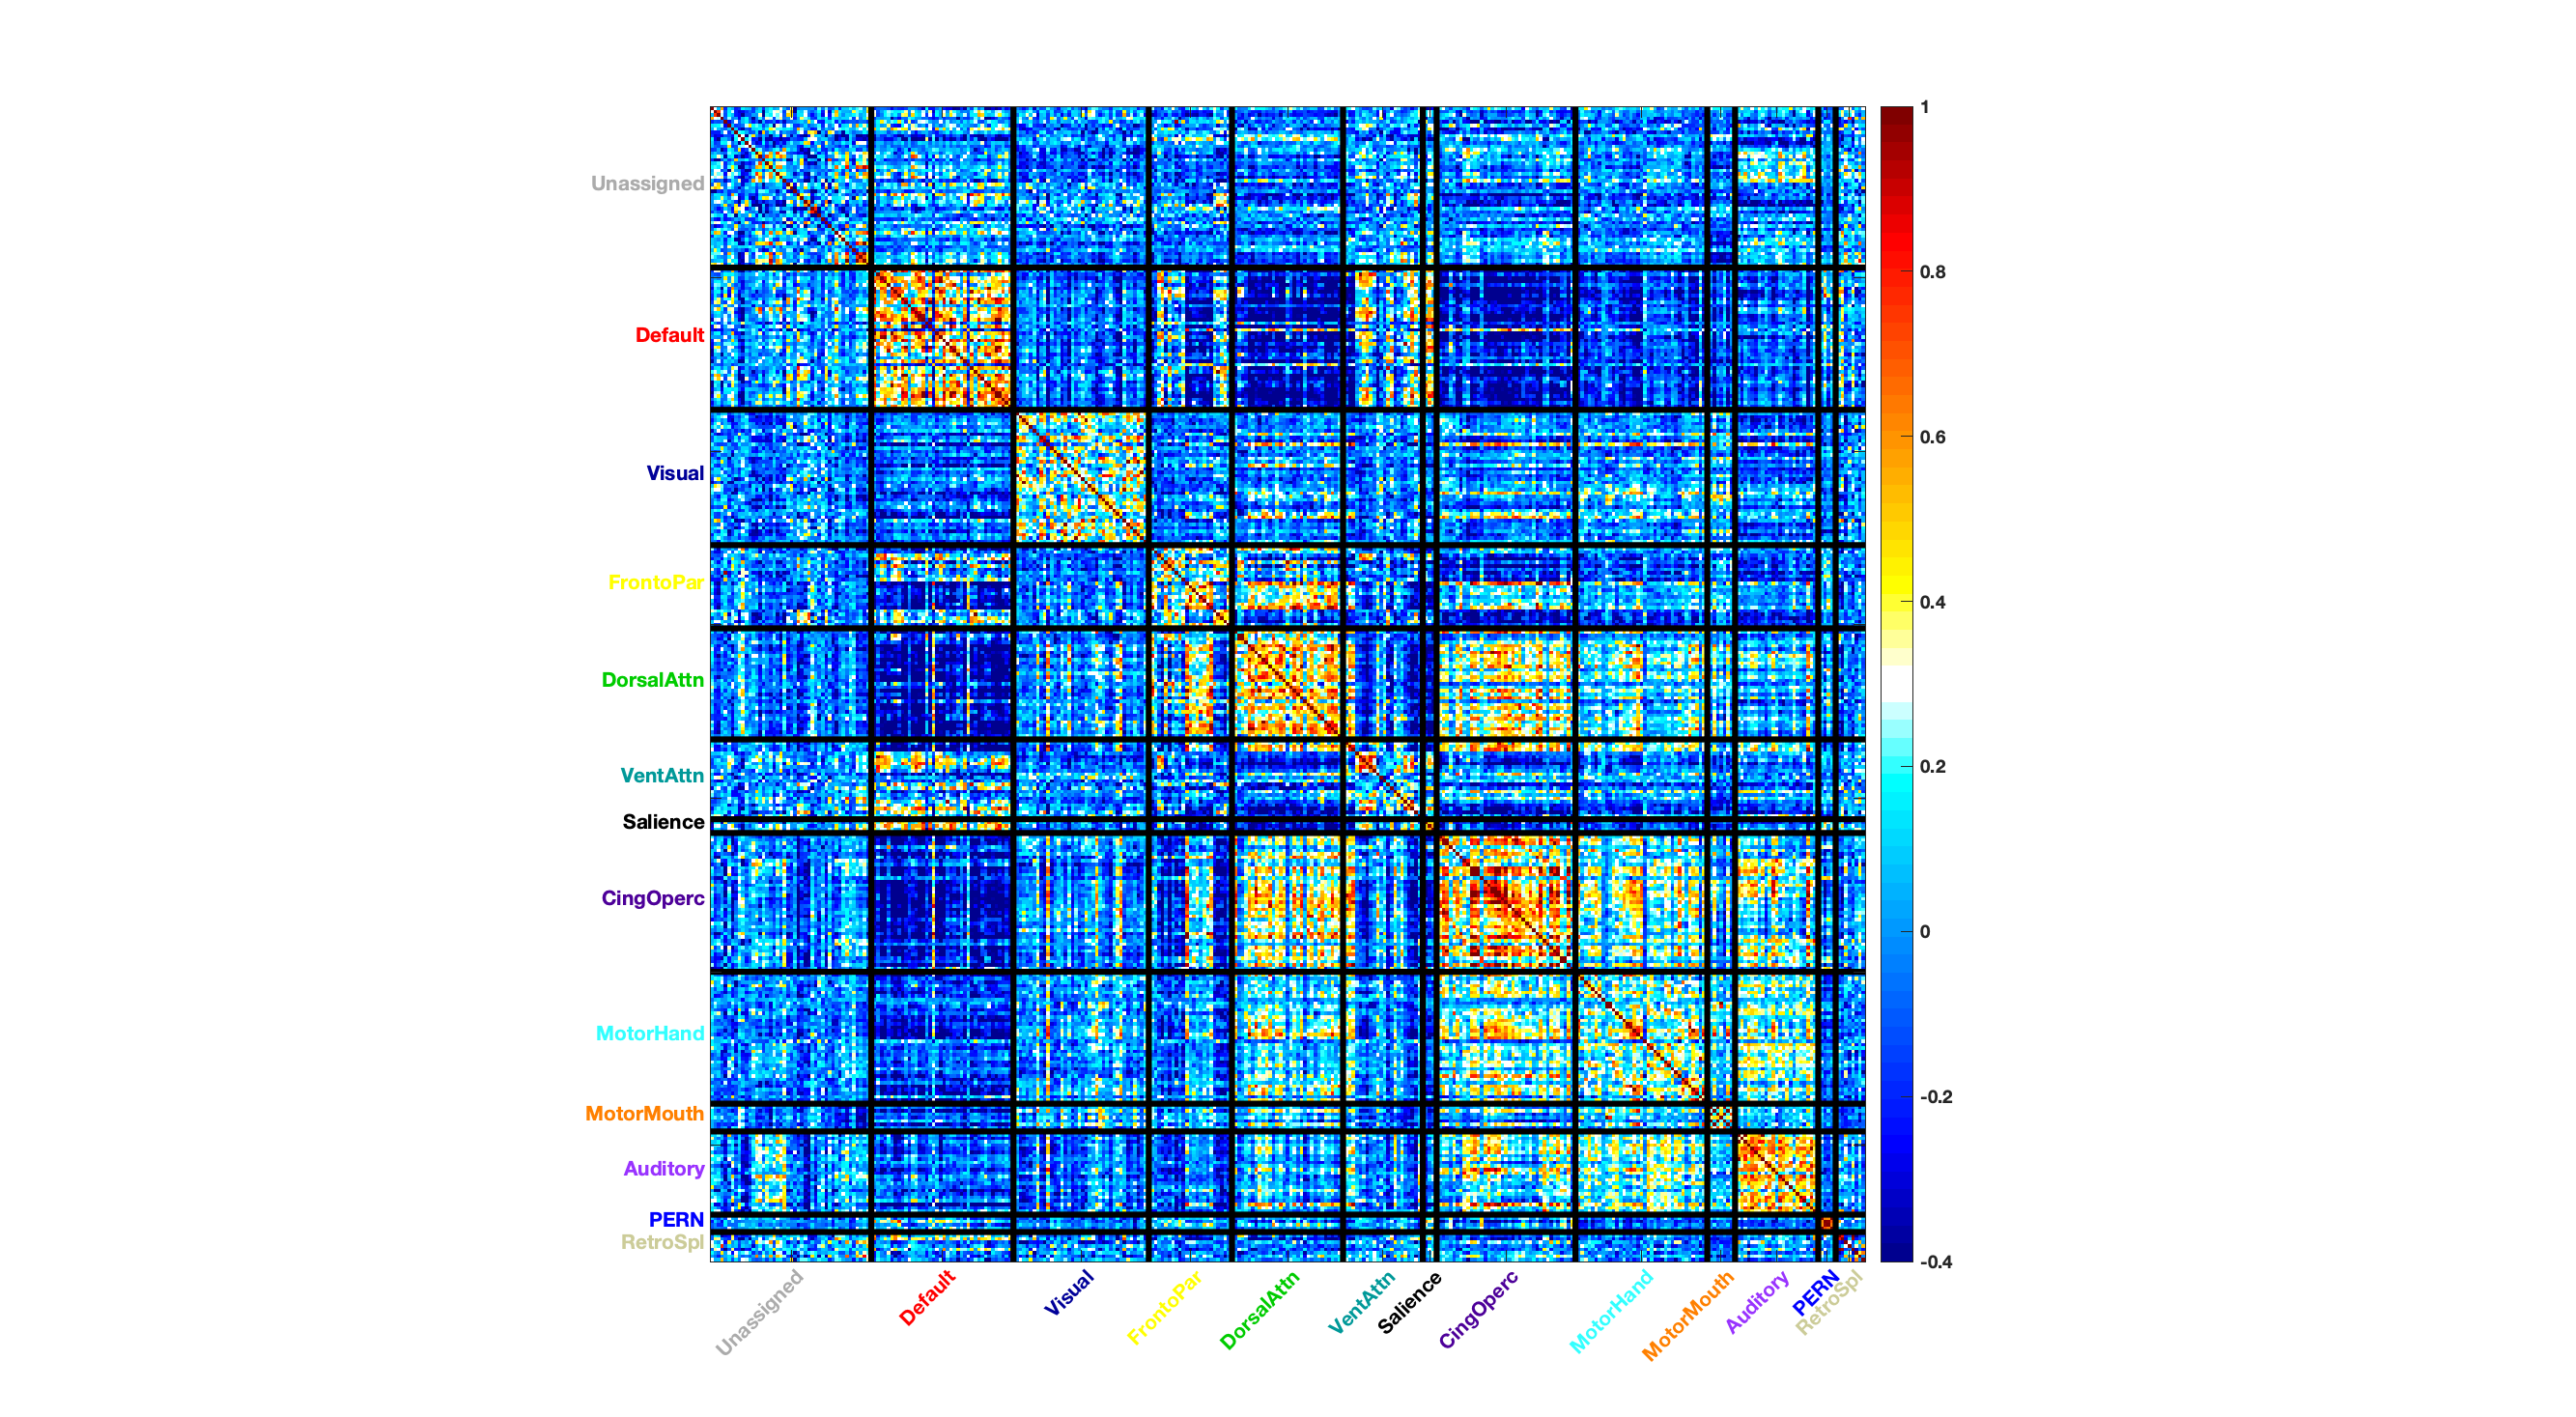 Unassigned
Default
Visual
FrontoPar
DorsalAttn
VentAttn
Salience
CingOperc
MotorHand
MotorMouth
Auditory
PERN
RetroSpl
Unassigned
Default
Visual
FrontoPar
DorsalAttn
VentAttn
Salience
CingOperc
MotorHand
MotorMouth
Auditory
PERN
RetroSpl
1
0.8
0.6
0.4
0.2
0
-0.2
-0.4